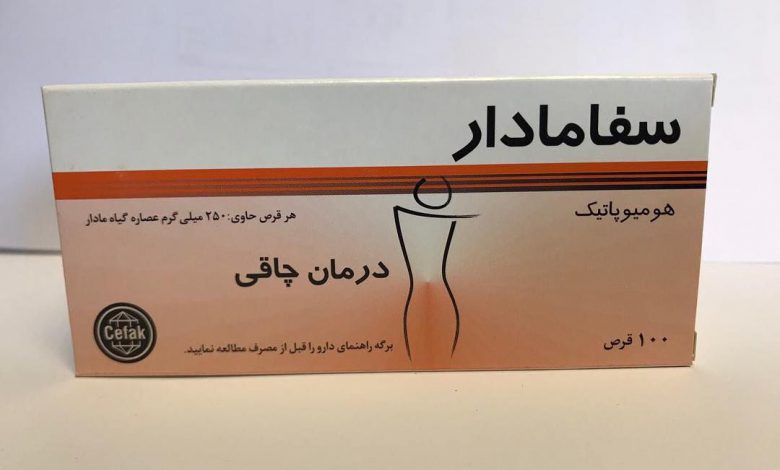 سفامادار
هومیوپاتیک
هر قرص حاوی: ۲۵۰ میلی گرم عصاره گیاه مادار
درمان چاقی
Cefak
برگه راهنمای دارو را قبل از مصرف مطالعه نمایید.
۱۰۰ قرص